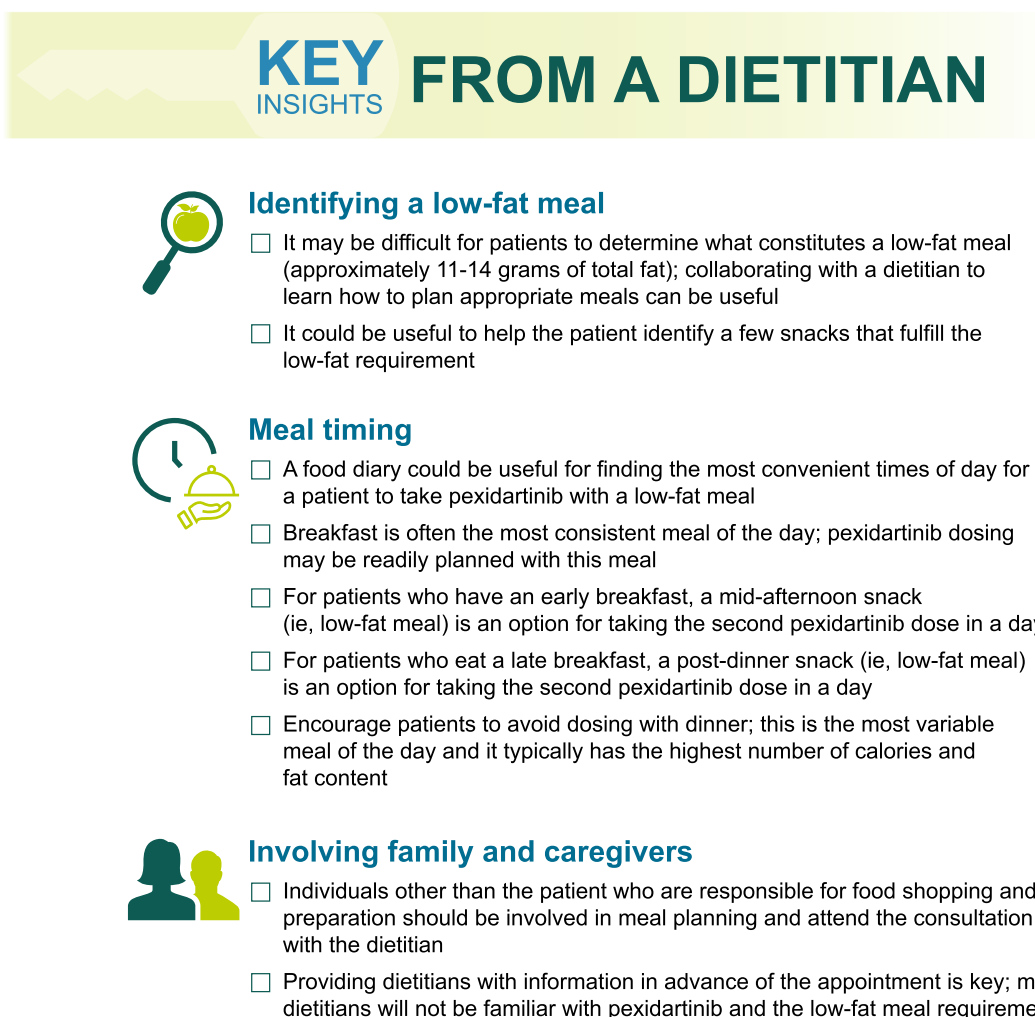 KEY
INSIGHTS
FROM A DIETITIAN
Identifying a low-fat meal
It may be difficult for patients to determine what constitutes a low-fat meal
(approximately 11-14 grams of total fat); collaborating with a dietitian to
learn how to plan appropriate meals can be useful
It could be useful to help the patient identify a few snacks that fulfill the
low-fat requirement
Meal timing
A food diary could be useful for finding the most convenient times of day for
a patient to take pexidartinib with a low-fat meal
Breakfast is often the most consistent meal of the day; pexidartinib dosing
may be readily planned with this meal
For patients who have an early breakfast, a mid-afternoon snack
(ie, low-fat meal) is an option for taking the second pexidartinib dose in a day
For patients who eat a late breakfast, a post-dinner snack (ie, low-fat meal)
is an option for taking the second pexidartinib dose in a day
Encourage patients to avoid dosing with dinner; this is the most variable
meal of the day and it typically has the highest number of calories and
fat content
Involving family and caregivers
Individuals other than the patient who are responsible for food shopping and
preparation should be involved in meal planning and attend the consultation
with the dietitian
Providing dietitians with information in advance of the appointment is key;
dietitians will not be familiar with pexidartinib and the low-fat meal